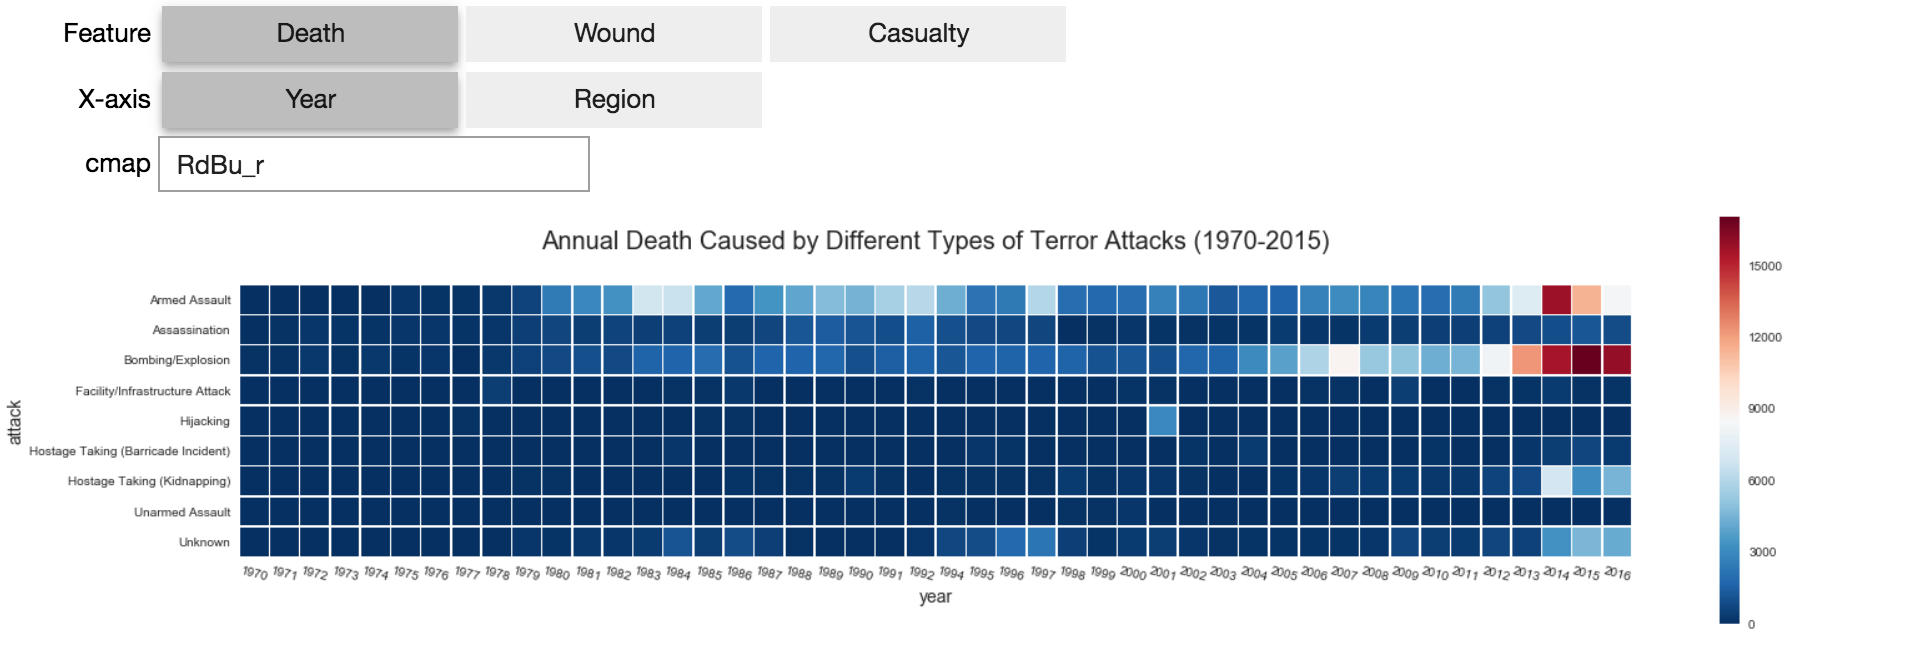 Feature Death Wound Casualty
X-axis Year Region
cmap RdBu_r
Annual Death Caused by Different Types of Terror Attacks (1970-2015)
attack
Armed Assault
Assassination
Bombing/Explosion
Facility/Infrastructure Attack
Hijacking
Hostage Taking (Barricade Incident)
Hostage Taking (Kidnapping)
Unarmed Assault
Unknown
1970 1971 1972 1973 1974 1975 1976 1977 1978 1979 1980 1981 1982 1983 1984 1985 1986 1987 1988 1989 1990 1991 1992 1994 1995 1996 1997 1998 1999 2000 2001 2002 2003 2004 2005 2006 2007 2008 2009 2010 2011 2012 2013 2014 2015 2016
year
15000
12000
9000
6000
3000
0